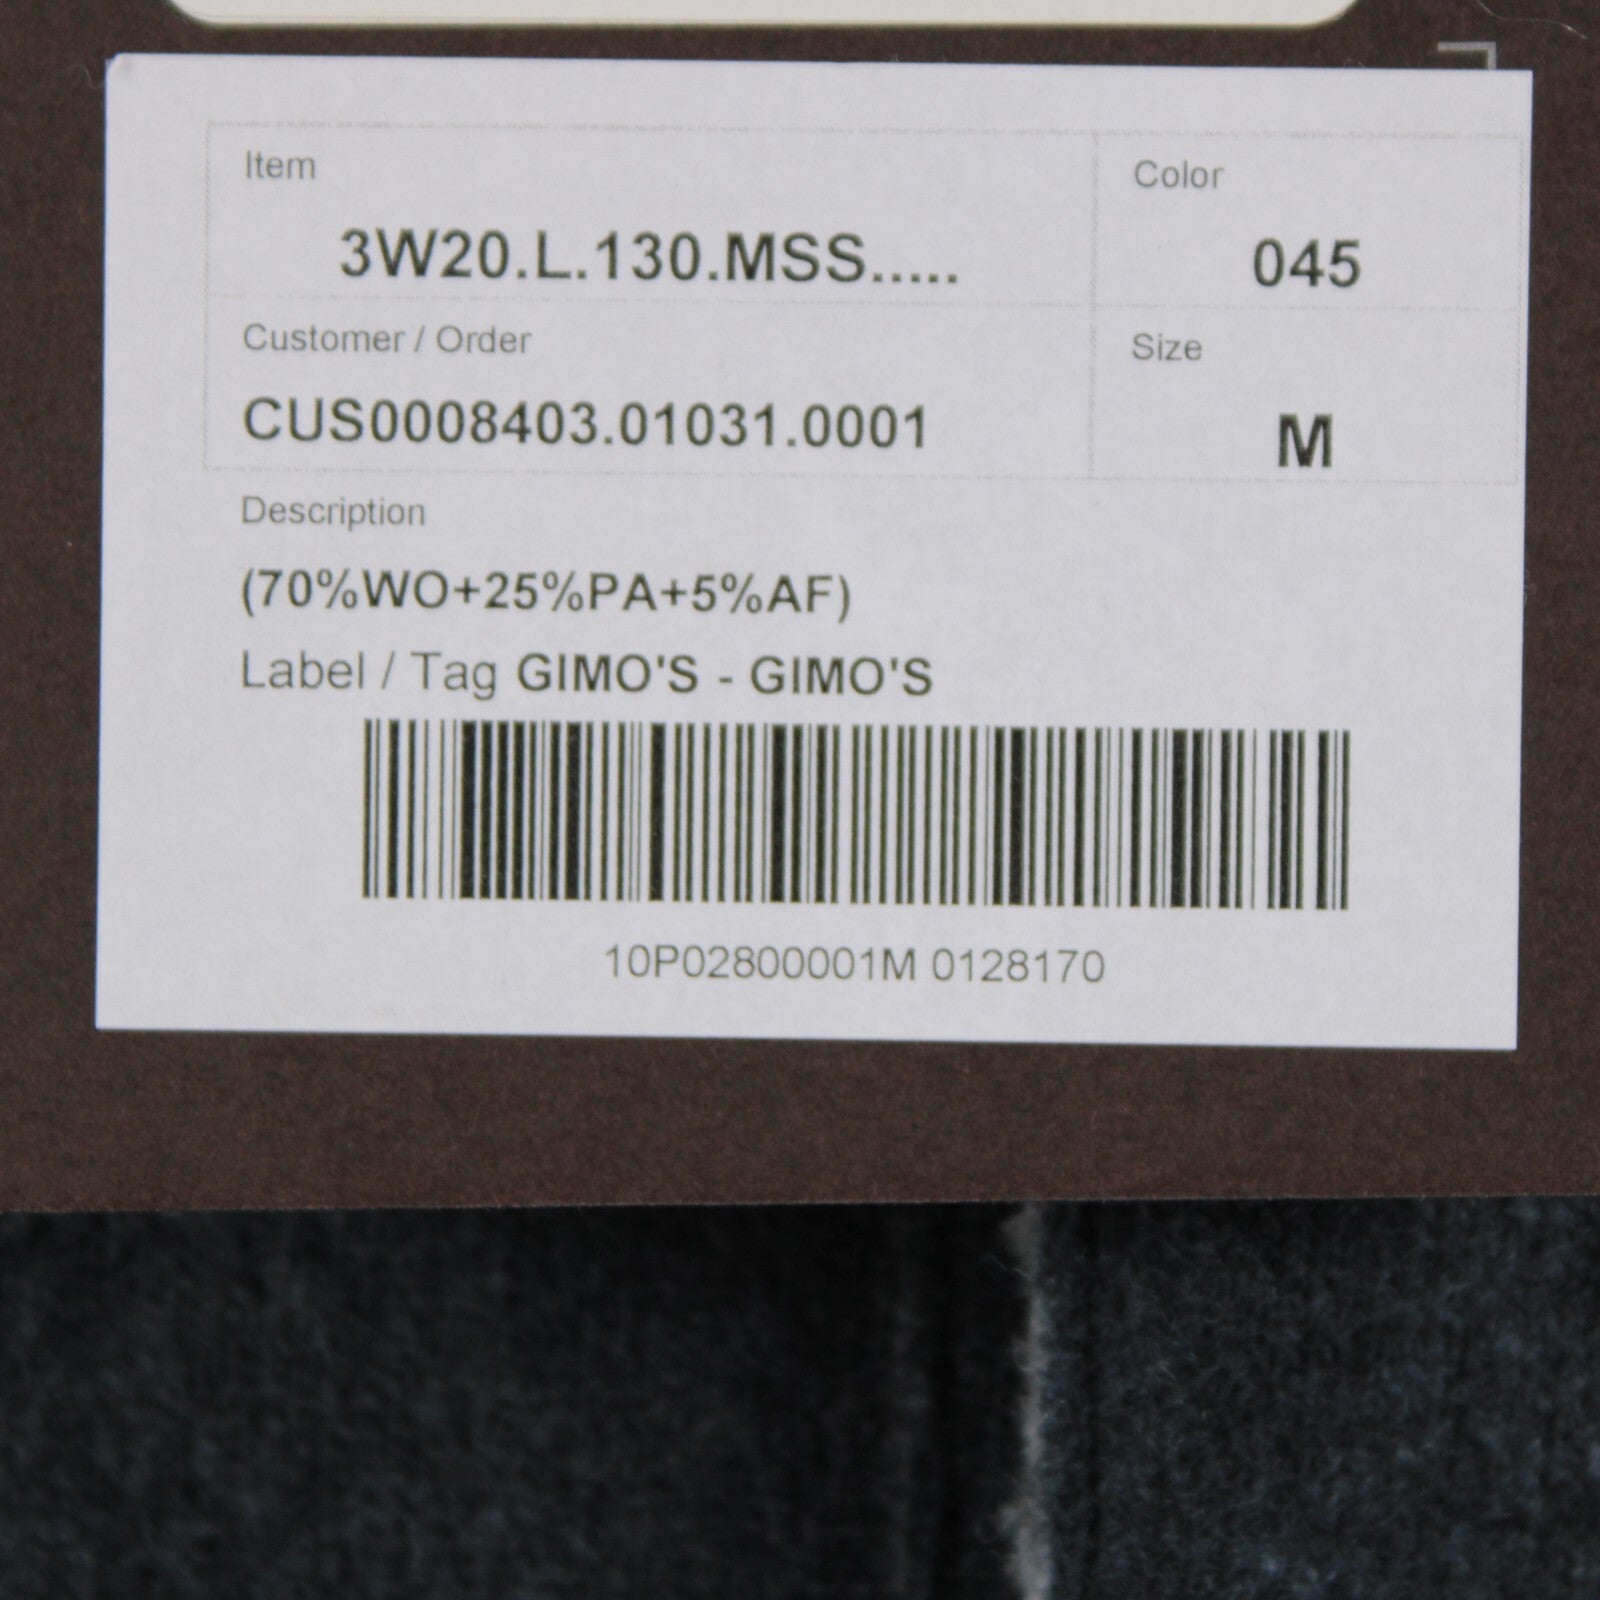 Item
Color
3W20.L.130.MSS.....
045
Customer / Order
Size
CUS0008403.01031.0001
M
Description
(70%WO+25%PA+5%AF)
Label / Tag GIMO'S - GIMO'S
10P02800001M 0128170